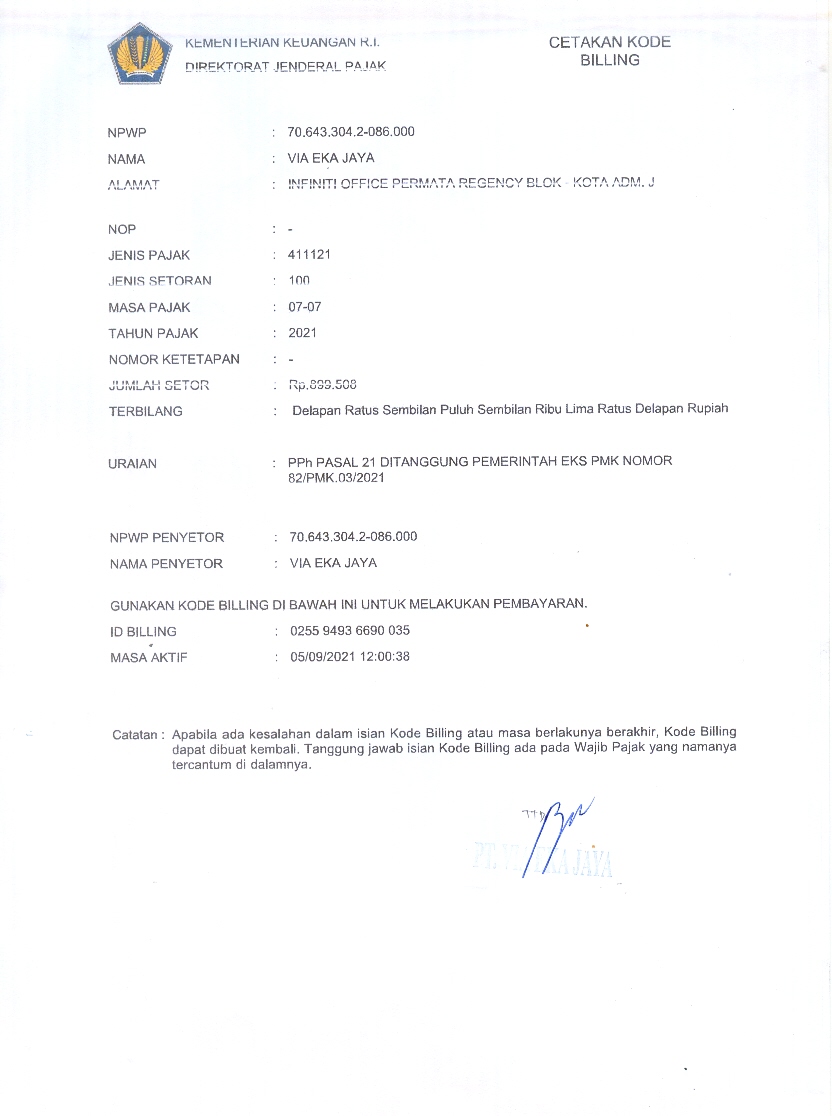 KEMENTERIAN KEUANGAN R.I.
DIREKTORAT JENDERAL PAJAK
CETAKAN KODE
BILLING
NPWP : 70.643.304.2-086.000
NAMA : VIA EKA JAYA
ALAMAT : INFINITI OFFICE PERMATA REGENCY BLOK - KOTA ADM. J
NOP : -
JENIS PAJAK : 411121
JENIS SETORAN : 100
MASA PAJAK : 07-07
TAHUN PAJAK : 2021
NOMOR KETETAPAN : -
JUMLAH SETOR : Rp.899.508
TERBILANG : Delapan Ratus Sembilan Puluh Sembilan Ribu Lima Ratus Delapan Rupiah
URAIAN : PPh PASAL 21 DITANGGUNG PEMERINTAH EKS PMK NOMOR
82/PMK.03/2021
NPWP PENYETOR : 70.643.304.2-086.000
NAMA PENYETOR : VIA EKA JAYA
GUNAKAN KODE BILLING DI BAWAH INI UNTUK MELAKUKAN PEMBAYARAN.
ID BILLING : 0255 9493 6690 035
MASA AKTIF : 05/09/2021 12:00:38
Catatan : Apabila ada kesalahan dalam isian Kode Billing atau masa berlakunya berakhir, Kode Billing
dapat dibuat kembali. Tanggung jawab isian Kode Billing ada pada Wajib Pajak yang namanya
tercantum di dalamnya.
TTD